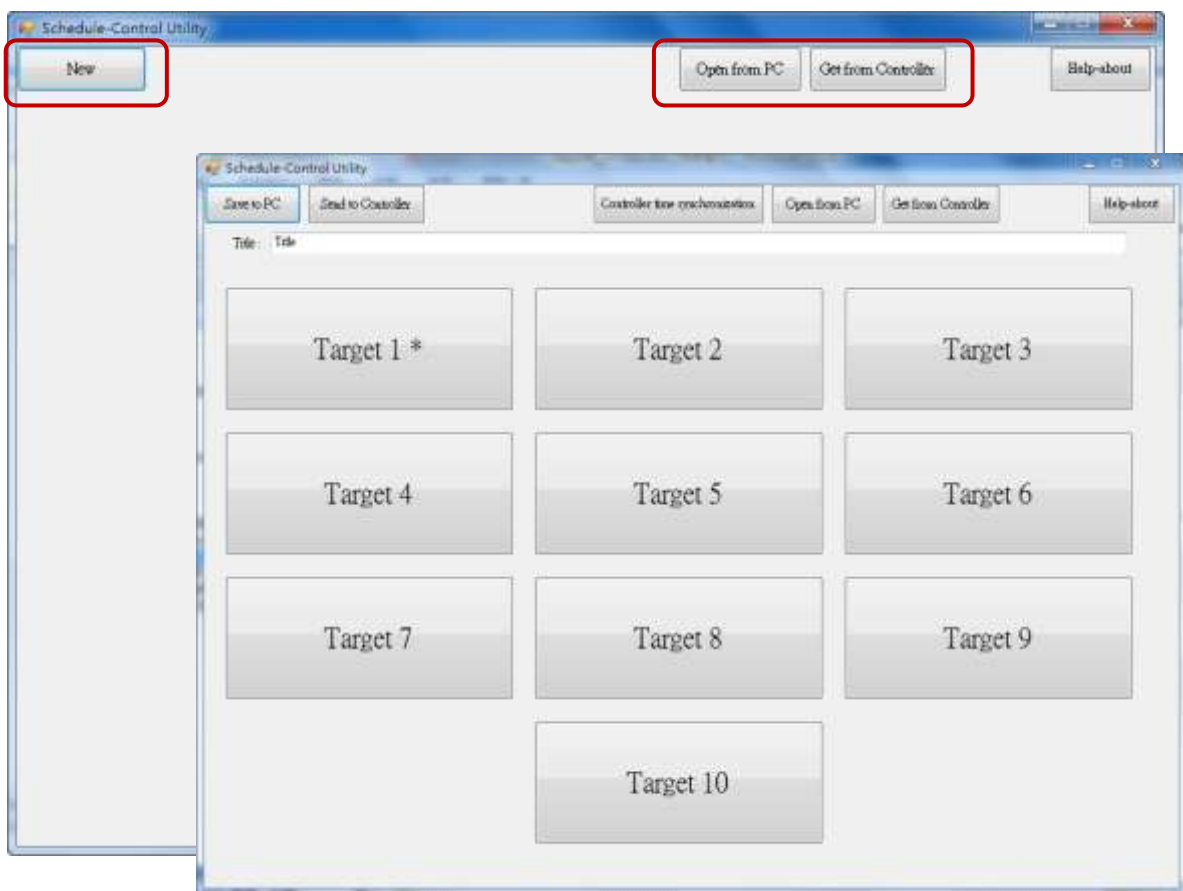 Schedule-Control Utility
New Open from PC Get from Controller Help-about
Schedule-Control Utility
Save to PC Send to Controller Controller time synchronization Open from PC Get from Controller Help-about
Title: Title
Target 1 * Target 2 Target 3
Target 4 Target 5 Target 6
Target 7 Target 8 Target 9
Target 10